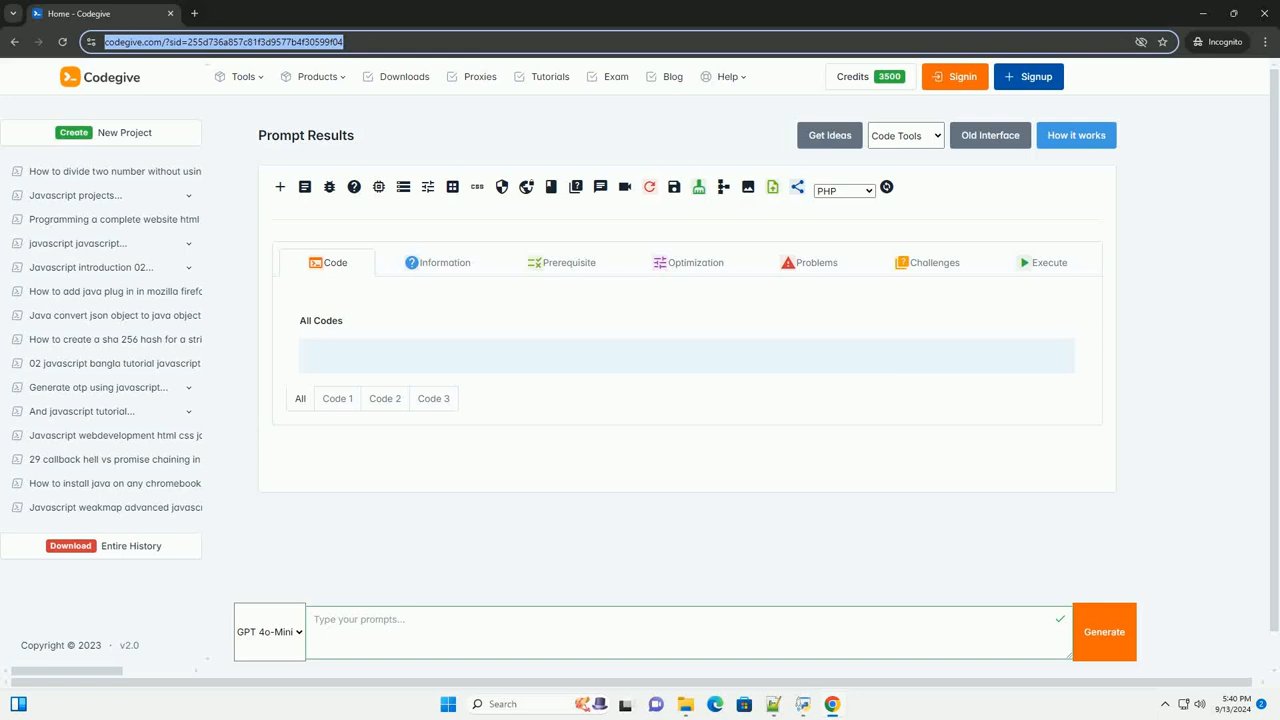 Home - Codegive
codegive.com/?sid=255d736a857c81f3d9577b4f30599f04
Incognito
Codegive
Tools
Products
Downloads
Proxies
Tutorials
Exam
Blog
Help
Credits 3500
Signin
Signup
Create New Project
Prompt Results
Get Ideas
Code Tools
Old Interface
How it works
How to divide two number without usin
Javascript projects...
Programming a complete website html
javascript javascript...
Javascript introduction 02...
How to add java plug in in mozilla firefo
Java convert json object to java object
How to create a sha 256 hash for a stri
02 javascript bangla tutorial javascript
Generate otp using javascript...
And javascript tutorial...
Javascript webdevelopment html css ja
29 callback hell vs promise chaining in
How to install java on any chromebook
Javascript weakmap advanced javascr
Download Entire History
Copyright © 2023 · v2.0
css
PHP
Code
Information
Prerequisite
Optimization
Problems
Challenges
Execute
All Codes
All
Code 1
Code 2
Code 3
GPT 4o-Mini
Type your prompts...
Generate
Search
5:40 PM
9/13/2024
2